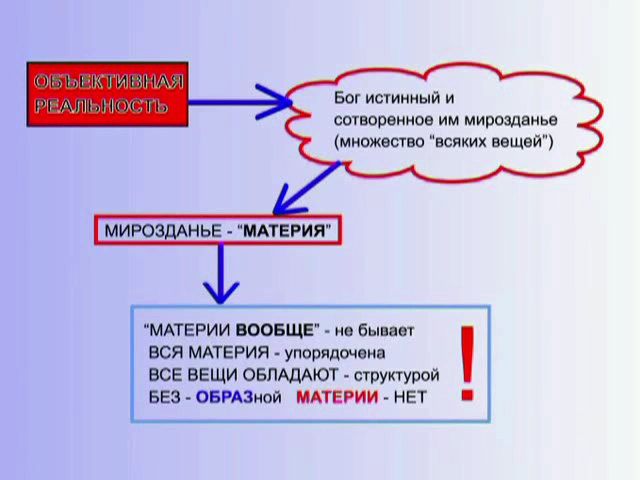 ОБЪЕКТИВНАЯ
РЕАЛЬНОСТЬ
Бог истинный и
сотворенное им мирозданье
(множество “всяких вещей”)
МИРОЗДАНЬЕ - “МАТЕРИЯ”
“МАТЕРИИ ВООБЩЕ” - не бывает
ВСЯ МАТЕРИЯ - упорядочена
ВСЕ ВЕЩИ ОБЛАДАЮТ - структурой
БЕЗ - ОБРАЗной МАТЕРИИ - НЕТ
!